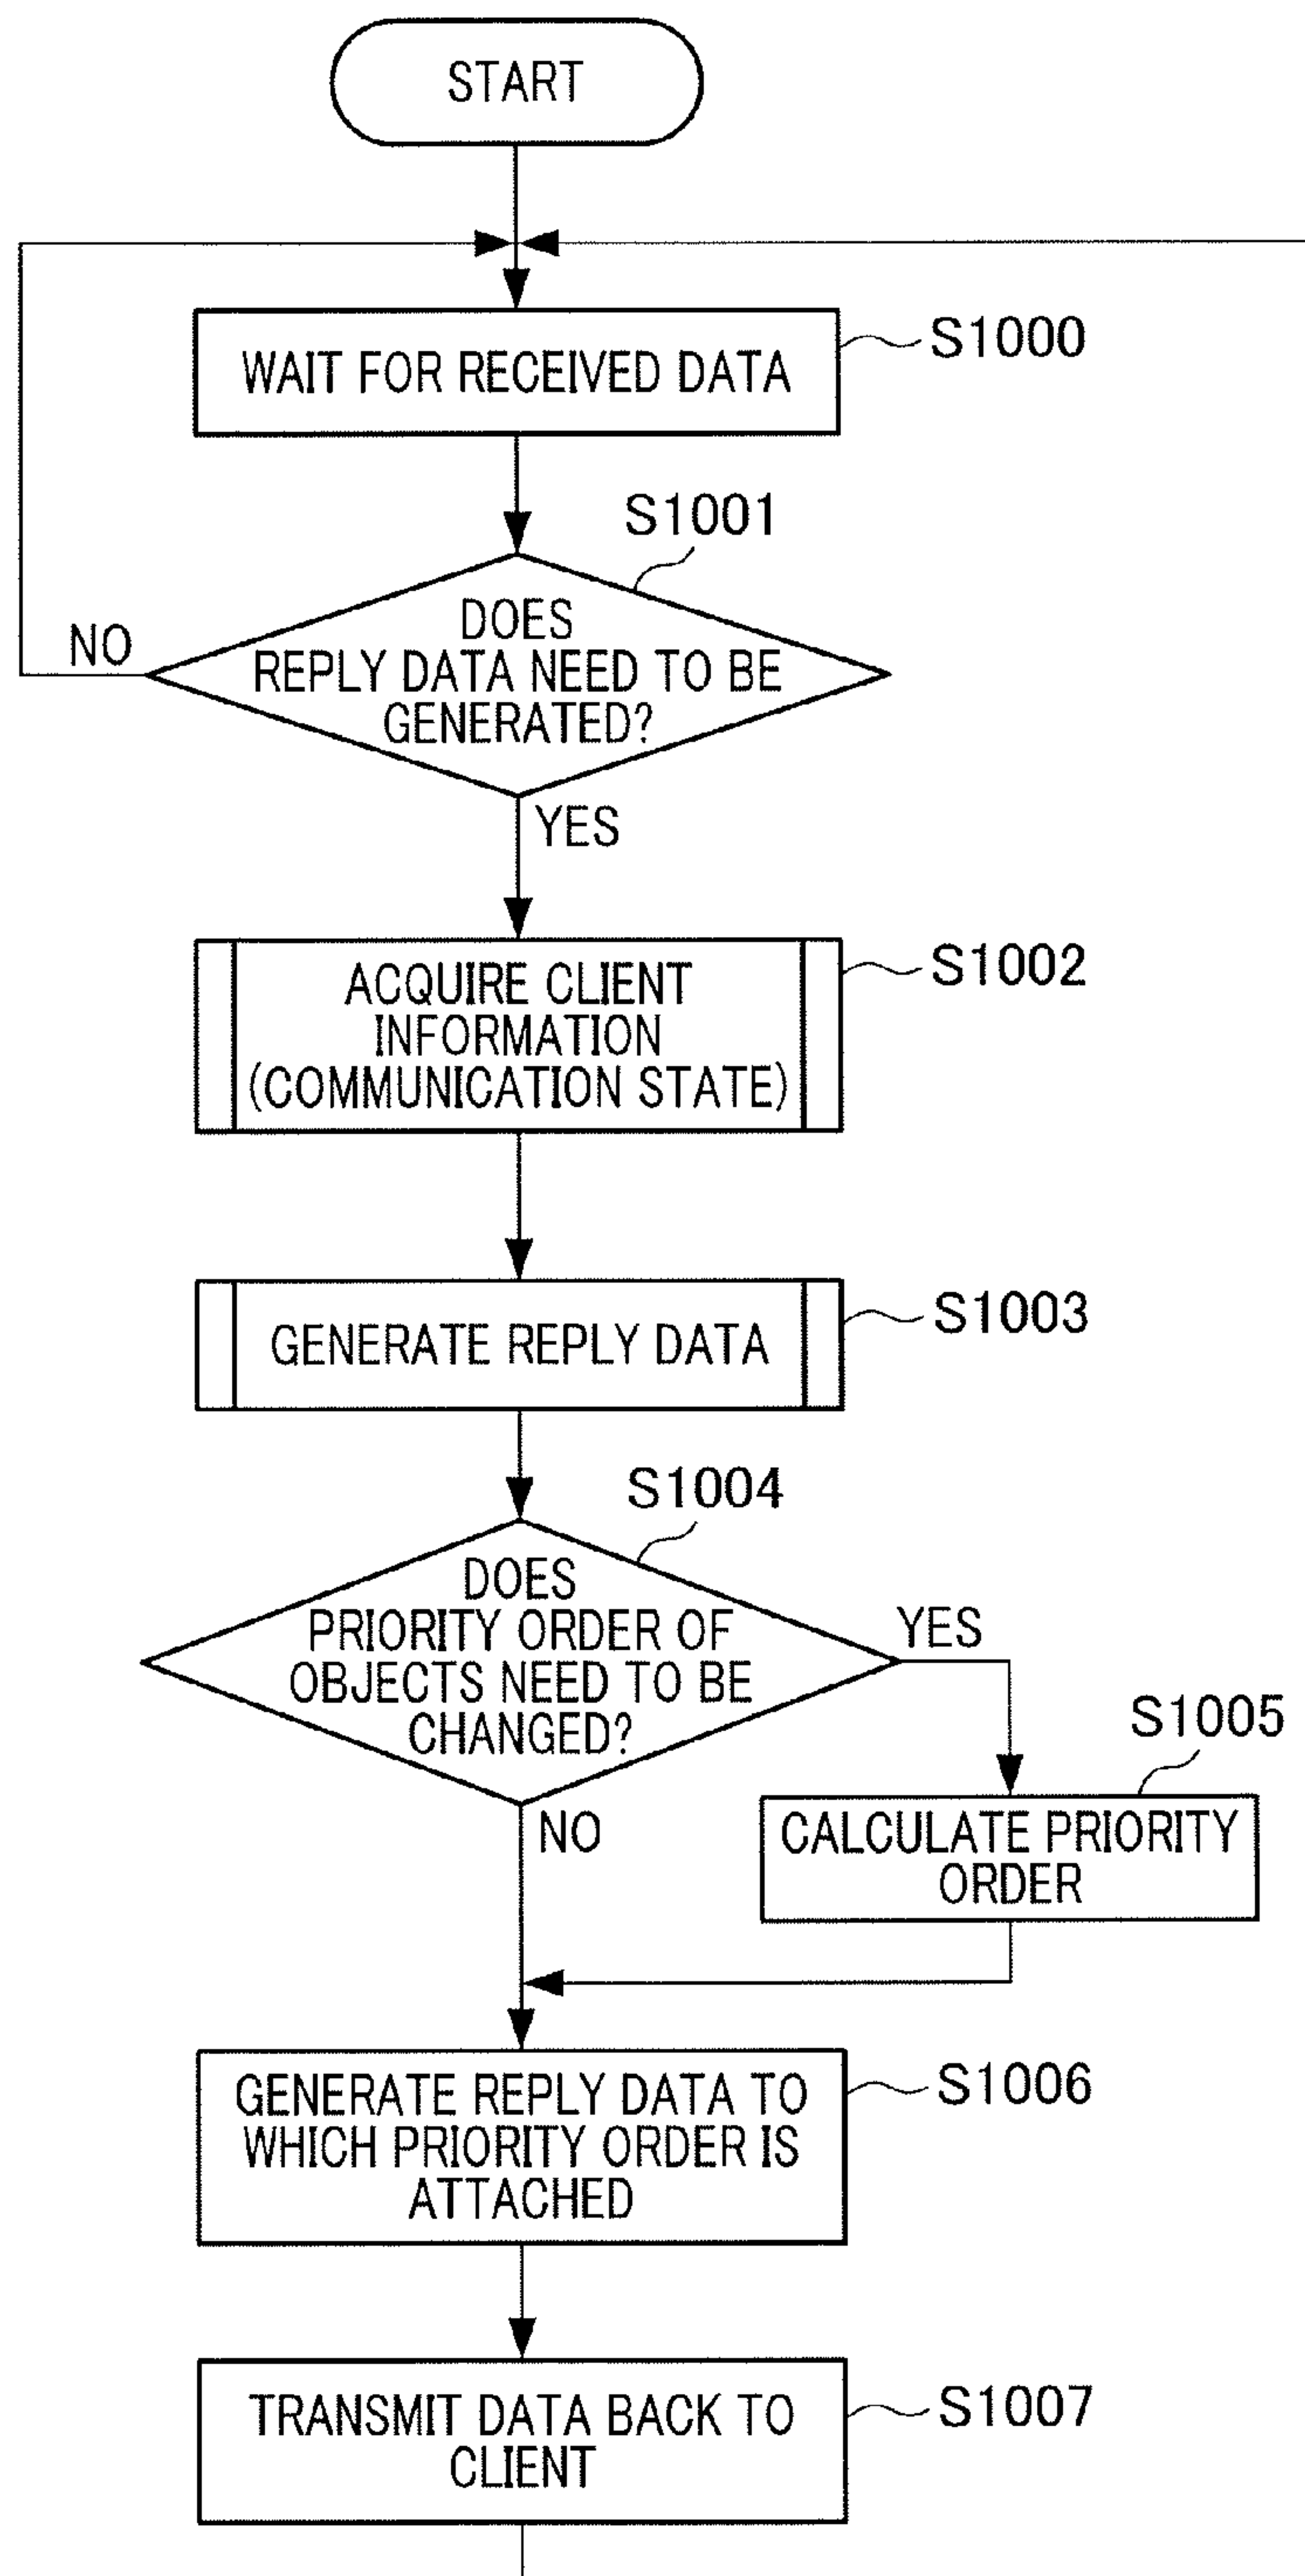 START
WAIT FOR RECEIVED DATA
S1000
S1001
DOES
REPLY DATA NEED TO BE
GENERATED?
NO
YES
ACQUIRE CLIENT
INFORMATION
(COMMUNICATION STATE)
S1002
GENERATE REPLY DATA
S1003
S1004
DOES
PRIORITY ORDER OF
OBJECTS NEED TO BE
CHANGED?
YES
NO
S1005
CALCULATE PRIORITY
ORDER
GENERATE REPLY DATA TO
WHICH PRIORITY ORDER IS
ATTACHED
S1006
TRANSMIT DATA BACK TO
CLIENT
S1007